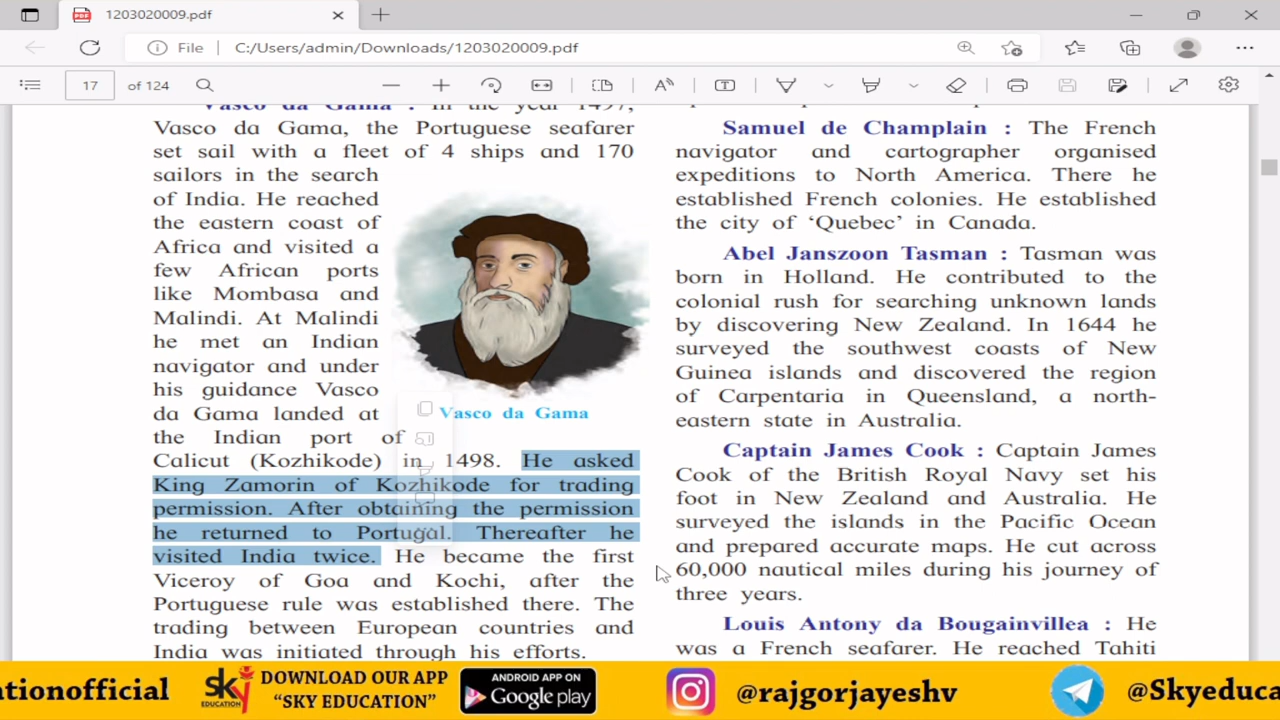 1203020009.pdf
File
C:/Users/admin/Downloads/1203020009.pdf
17 of 124
Vasco da Gama : In the year 1497,
Vasco da Gama, the Portuguese seafarer
set sail with a fleet of 4 ships and 170
sailors in the search
of India. He reached
the eastern coast of
Africa and visited a
few African ports
like Mombasa and
Malindi. At Malindi
he met an Indian
navigator and under
his guidance Vasco
da Gama landed at
the Indian port of
Calicut (Kozhikode) in 1498. He asked
King Zamorin of Kozhikode for trading
permission. After obtaining the permission
he returned to Portugal. Thereafter he
visited India twice. He became the first
Viceroy of Goa and Kochi, after the
Portuguese rule was established there. The
trading between European countries and
India was initiated through his efforts.
Vasco da Gama
Samuel de Champlain : The French
navigator and cartographer organised
expeditions to North America. There he
established French colonies. He established
the city of ‘Quebec’ in Canada.
Abel Janszoon Tasman : Tasman was
born in Holland. He contributed to the
colonial rush for searching unknown lands
by discovering New Zealand. In 1644 he
surveyed the southwest coasts of New
Guinea islands and discovered the region
of Carpentaria in Queensland, a north-
eastern state in Australia.
Captain James Cook : Captain James
Cook of the British Royal Navy set his
foot in New Zealand and Australia. He
surveyed the islands in the Pacific Ocean
and prepared accurate maps. He cut across
60,000 nautical miles during his journey of
three years.
Louis Antony da Bougainvillea : He
was a French seafarer. He reached Tahiti
ationofficial
sky
EDUCATION
DOWNLOAD OUR APP
“SKY EDUCATION”
ANDROID APP ON
Google play
@rajgorjayeshv
@Skyeduca